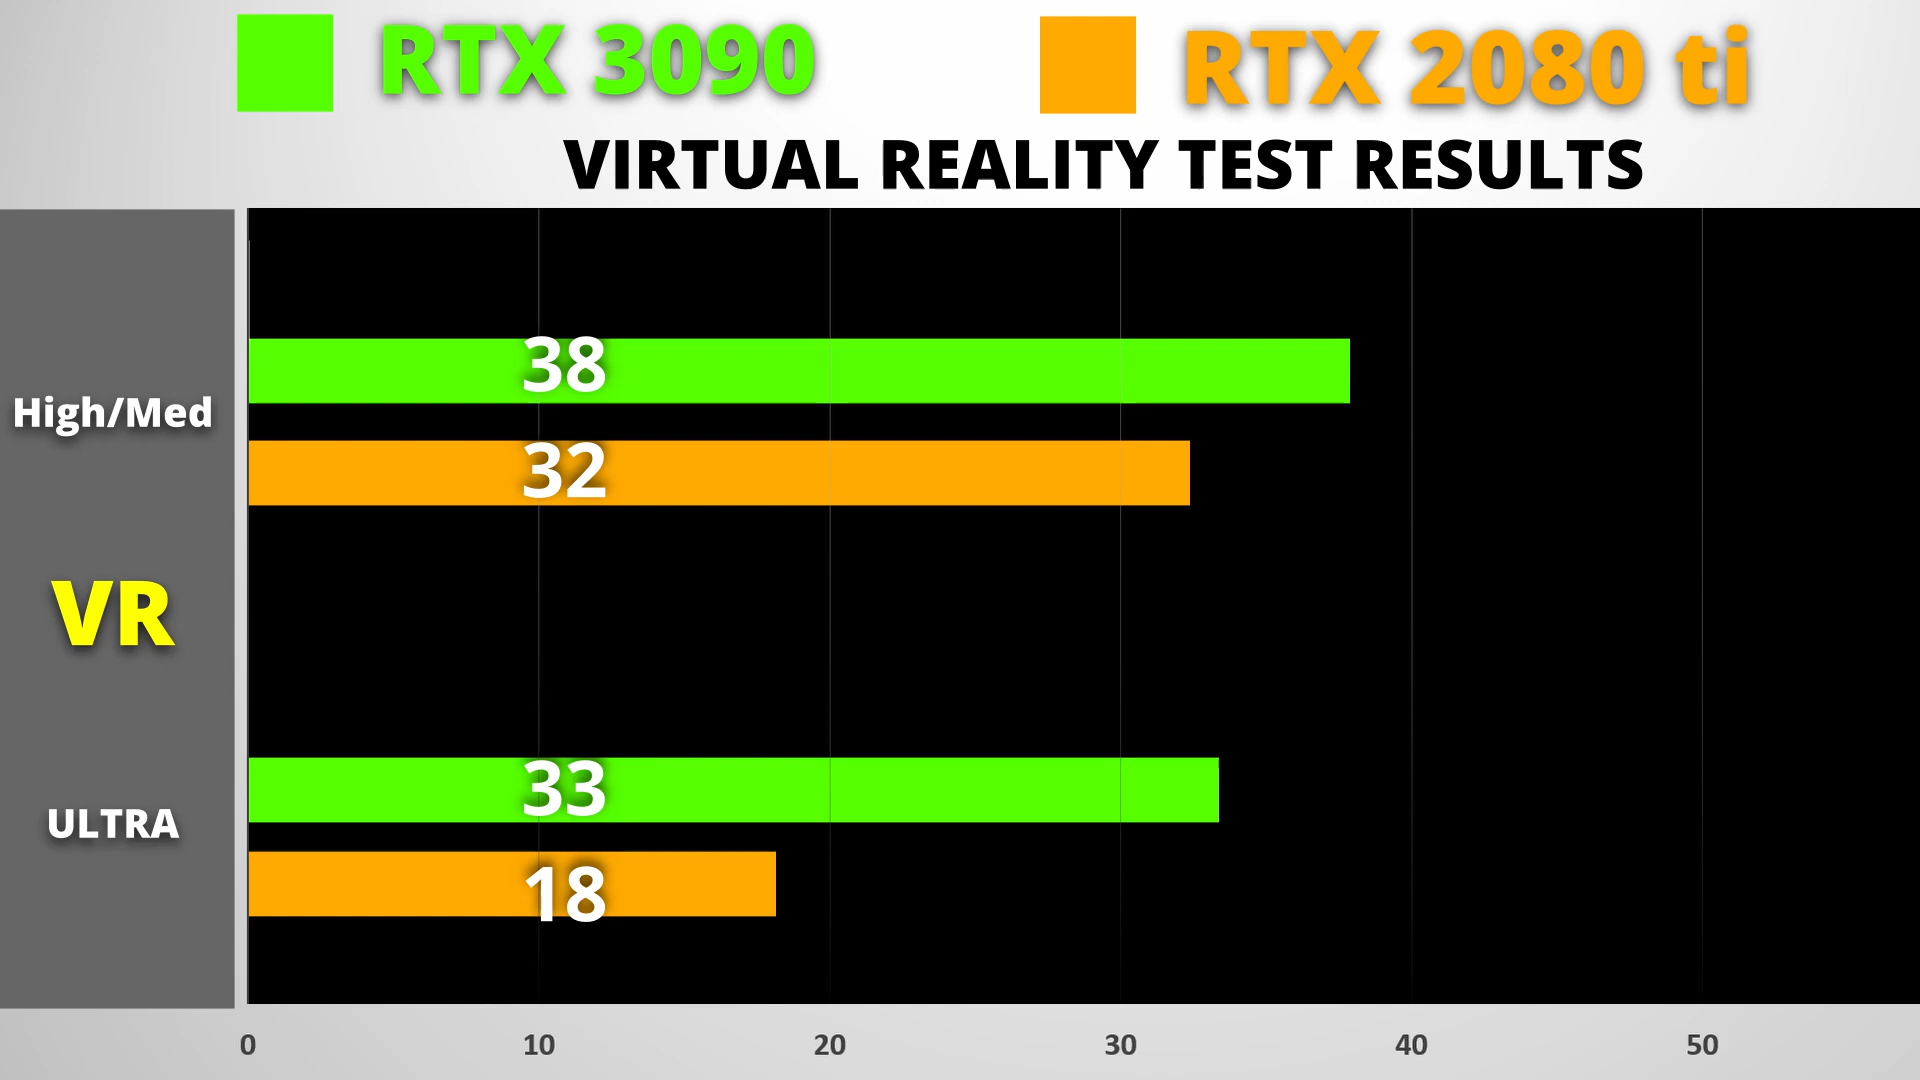 RTX 3090 RTX 2080 ti
VIRTUAL REALITY TEST RESULTS
38
High/Med
32
VR
33
ULTRA
18
0 10 20 30 40 50